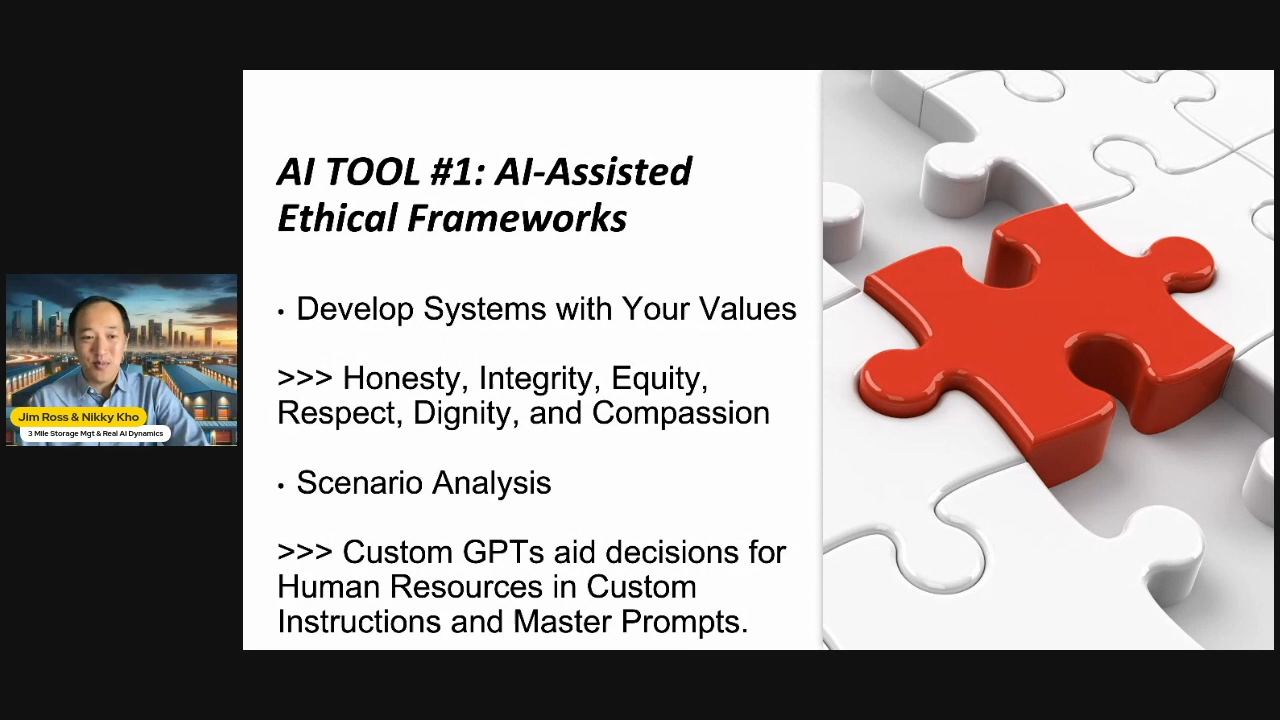 AI TOOL #1: AI-Assisted
Ethical Frameworks
• Develop Systems with Your Values
>>> Honesty, Integrity, Equity,
Respect, Dignity, and Compassion
• Scenario Analysis
>>> Custom GPTs aid decisions for
Human Resources in Custom
Instructions and Master Prompts.
Jim Ross & Nikky Kho
3 Mile Storage Mgt & Real AI Dynamics